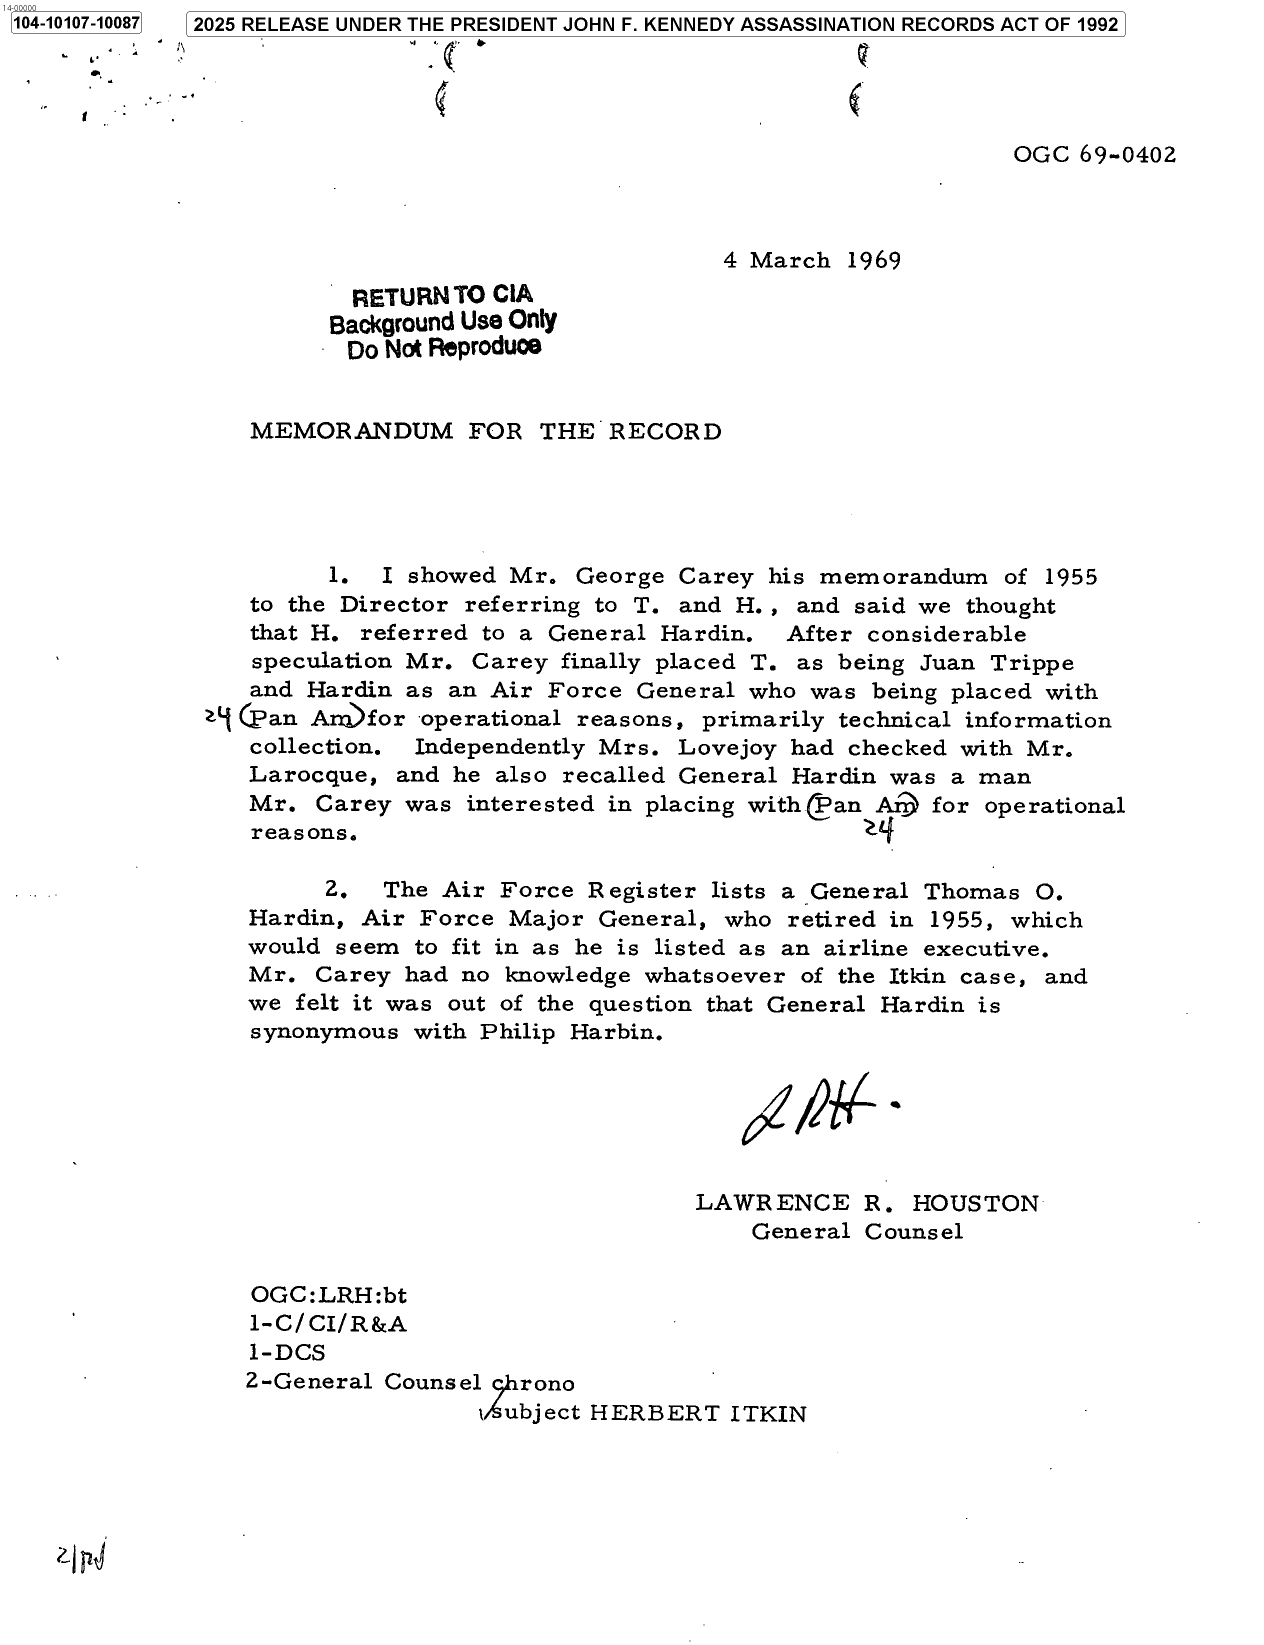 14-00000
104-10107-10087
2025 RELEASE UNDER THE PRESIDENT JOHN F. KENNEDY ASSASSINATION RECORDS ACT OF 1992
OGC 69-0402
4 March 1969
RETURN TO CIA
Background Use Only
Do Not Reproduce
MEMORANDUM FOR THE RECORD
1. I showed Mr. George Carey his memorandum of 1955
to the Director referring to T. and H., and said we thought
that H. referred to a General Hardin. After considerable
speculation Mr. Carey finally placed T. as being Juan Trippe
and Hardin as an Air Force General who was being placed with
24 (Pan Am) for operational reasons, primarily technical information
collection. Independently Mrs. Lovejoy had checked with Mr.
Larocque, and he also recalled General Hardin was a man
Mr. Carey was interested in placing with (Pan Am) for operational
reasons.
24
2. The Air Force Register lists a General Thomas O.
Hardin, Air Force Major General, who retired in 1955, which
would seem to fit in as he is listed as an airline executive.
Mr. Carey had no knowledge whatsoever of the Itkin case, and
we felt it was out of the question that General Hardin is
synonymous with Philip Harbin.
LRH.
LAWRENCE R. HOUSTON
General Counsel
OGC:LRH:bt
1-C/CI/R&A
1-DCS
2-General Counsel chrono
subject HERBERT ITKIN